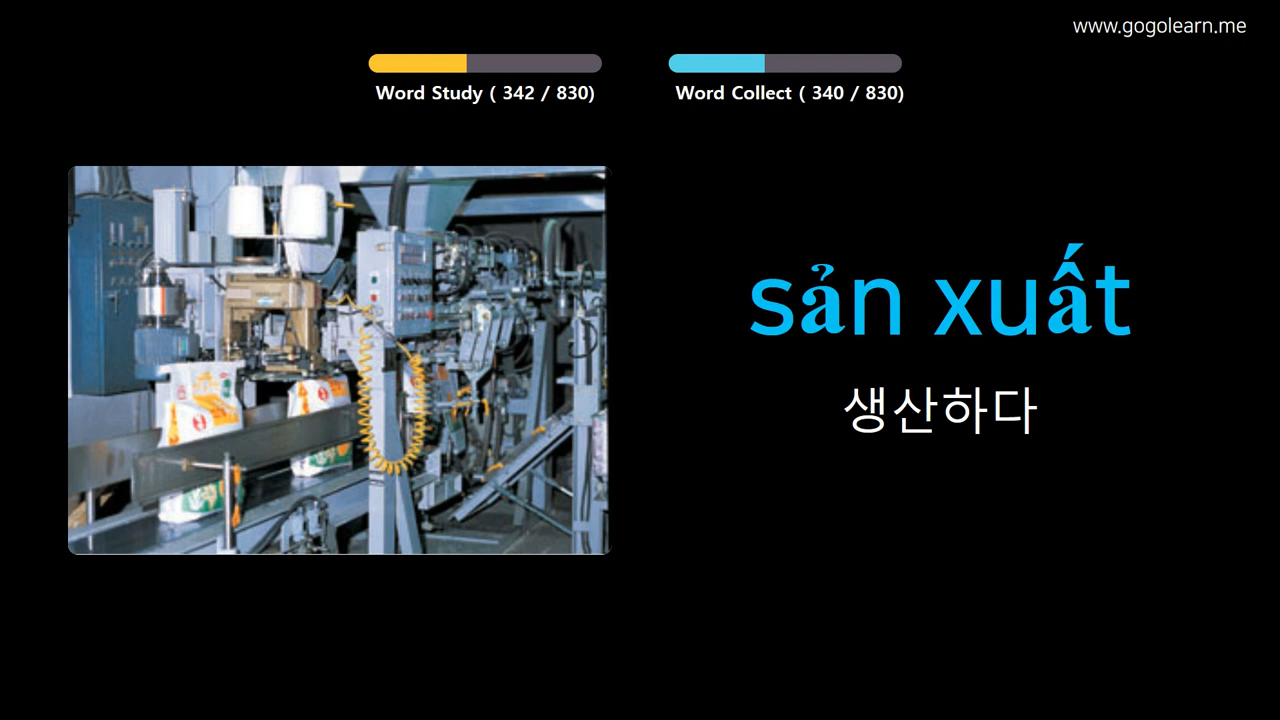 www.gogolearn.me
Word Study ( 342 / 830)
Word Collect ( 340 / 830)
sản xuất
생산하다